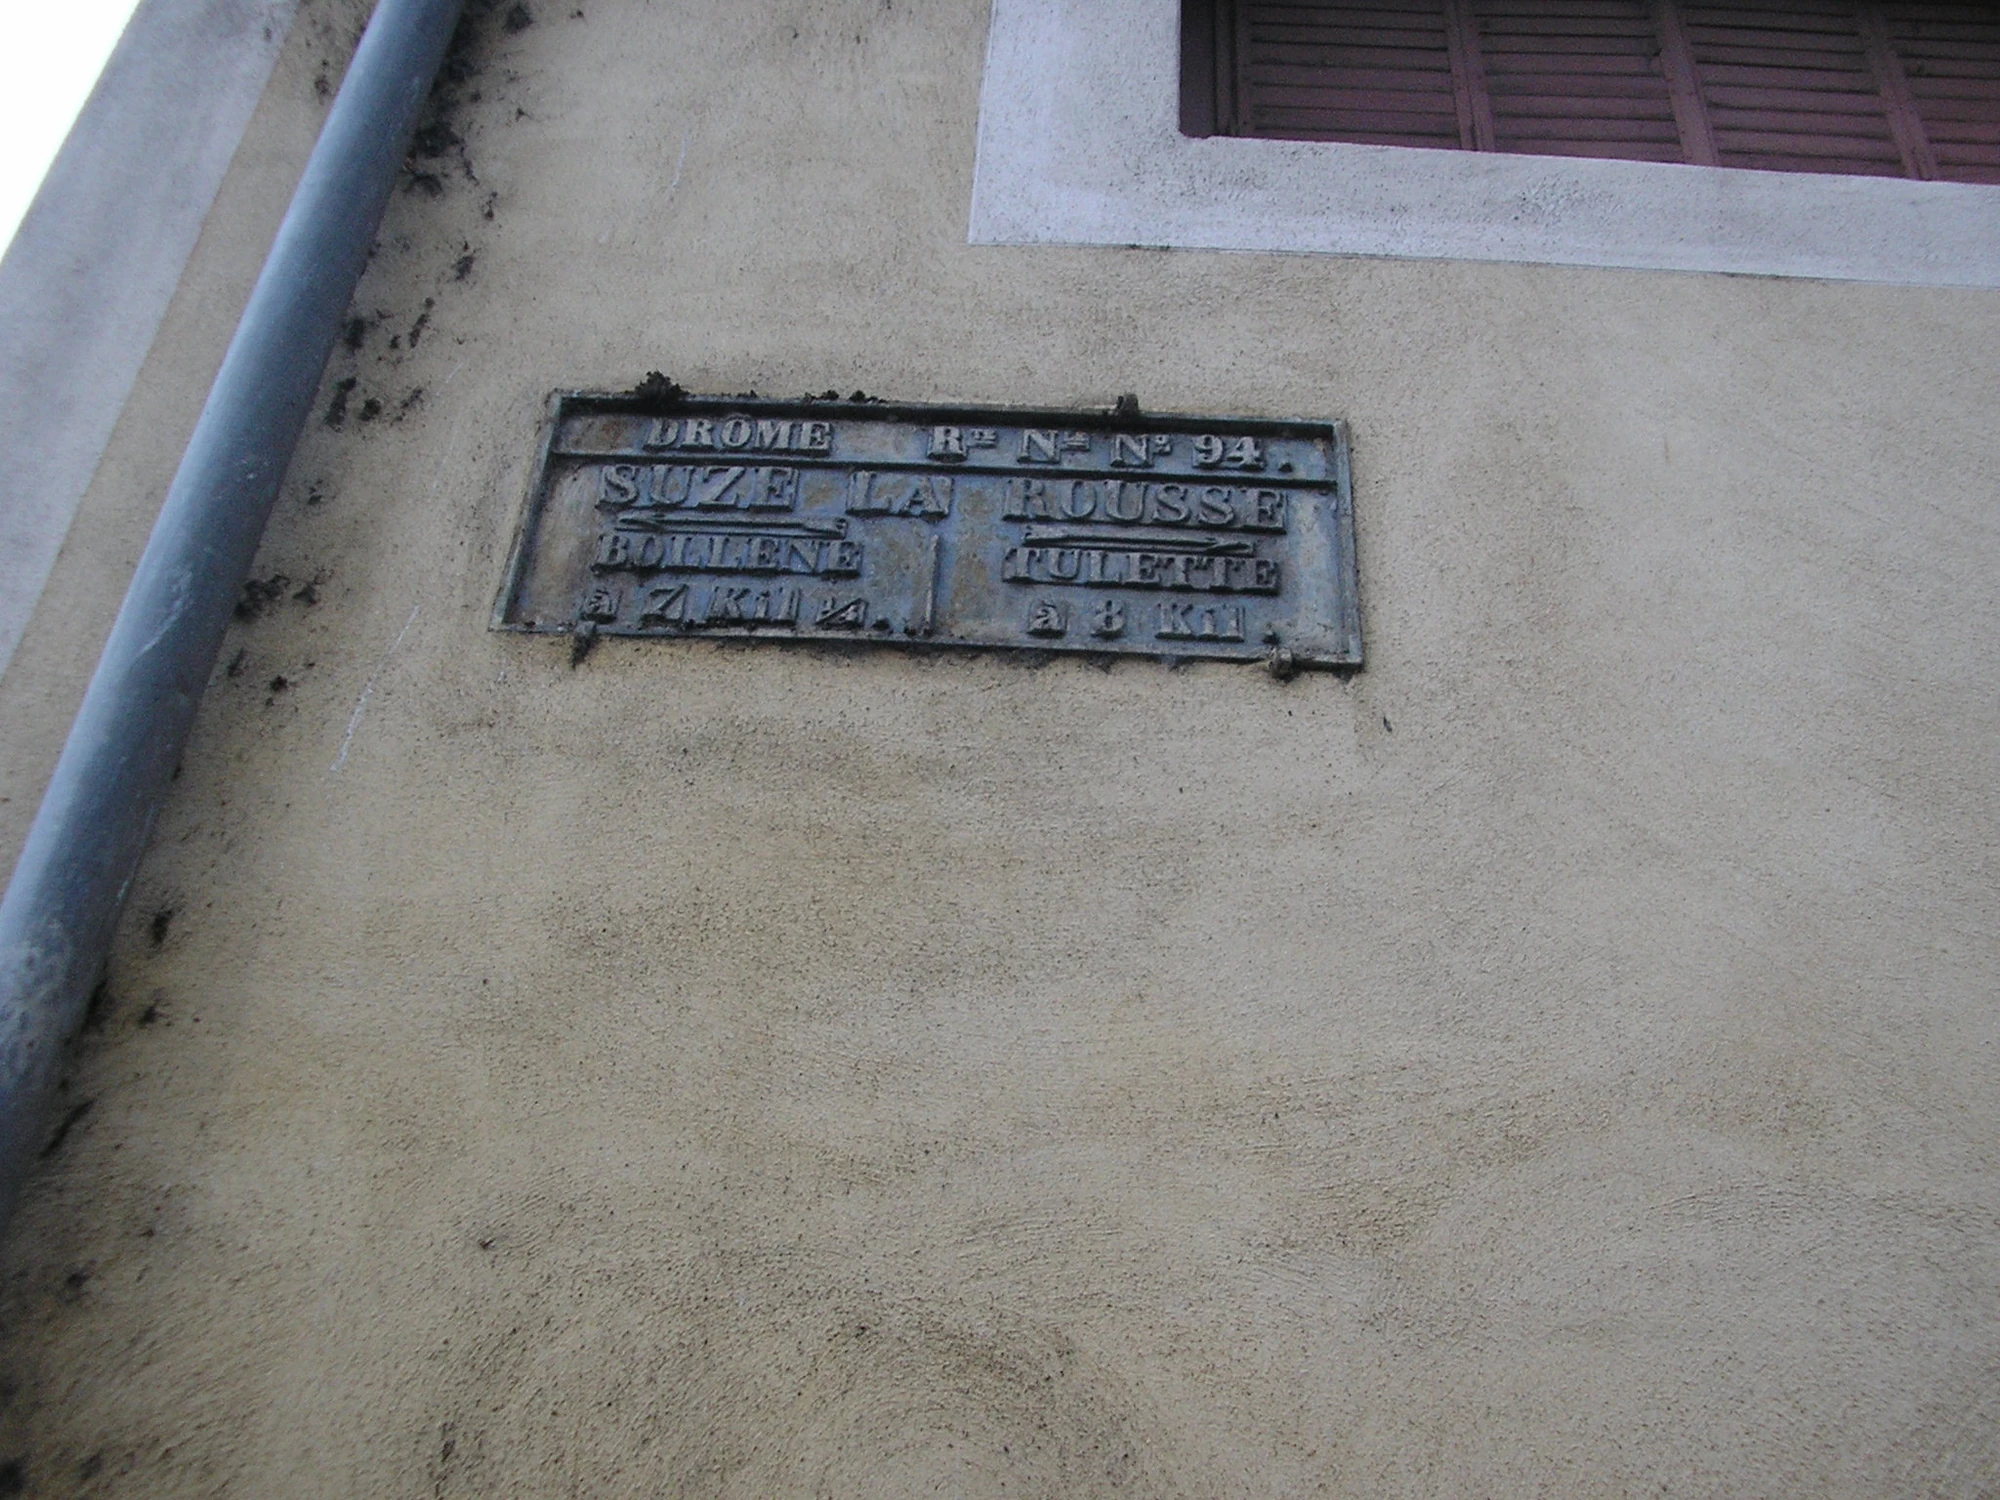 DRÔME Rte Nle No 94.
SUZE LA ROUSSE
BOLLENE TULETTE
à 7 Kil ¼. à 8 Kil.